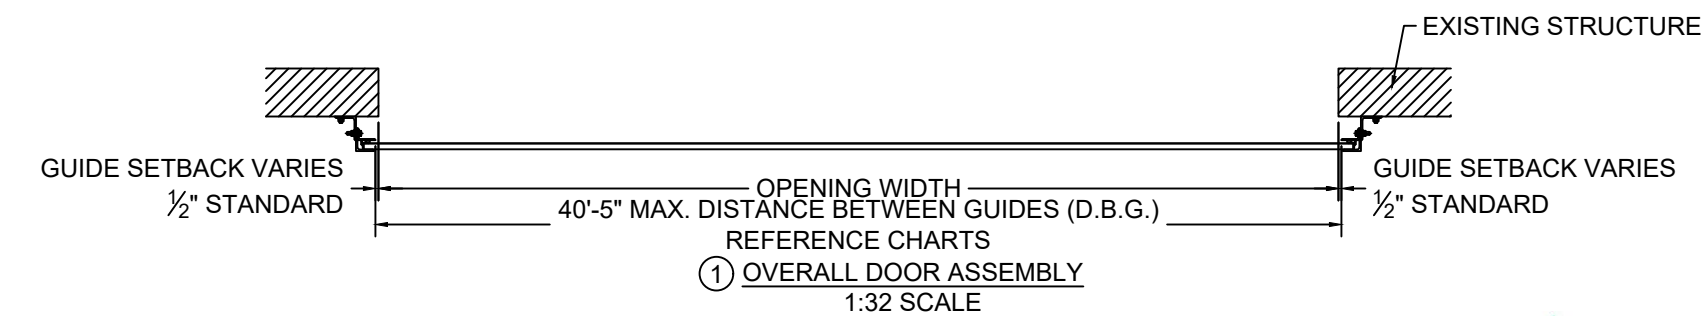 EXISTING STRUCTURE
GUIDE SETBACK VARIES
½" STANDARD
OPENING WIDTH
40'-5" MAX. DISTANCE BETWEEN GUIDES (D.B.G.)
REFERENCE CHARTS
GUIDE SETBACK VARIES
½" STANDARD
1 OVERALL DOOR ASSEMBLY
1:32 SCALE